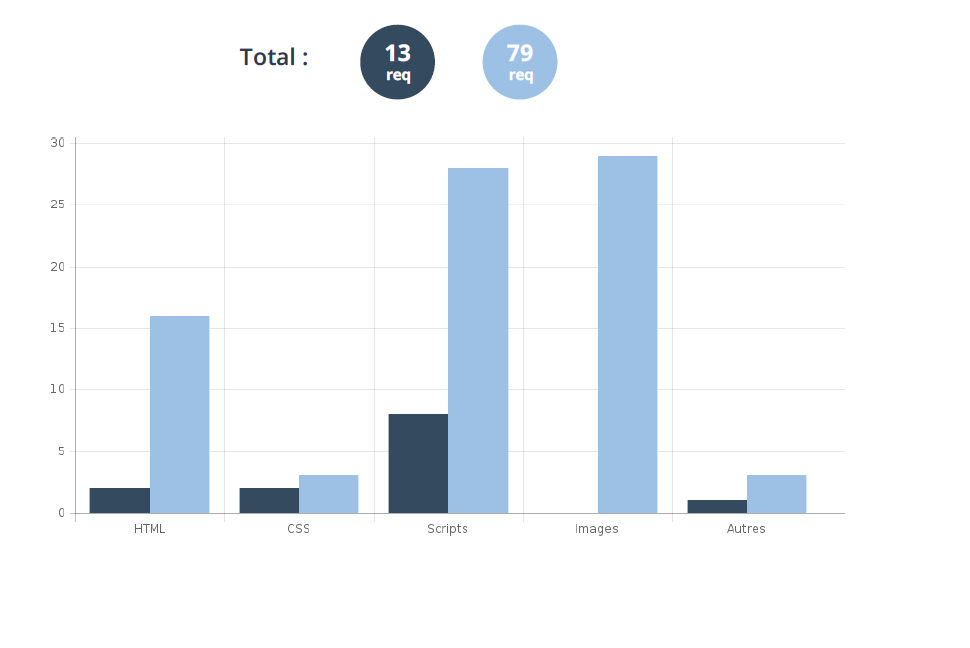 Total :
13
req
79
req
30
25
20
15
10
5
0
HTML
CSS
Scripts
Images
Autres